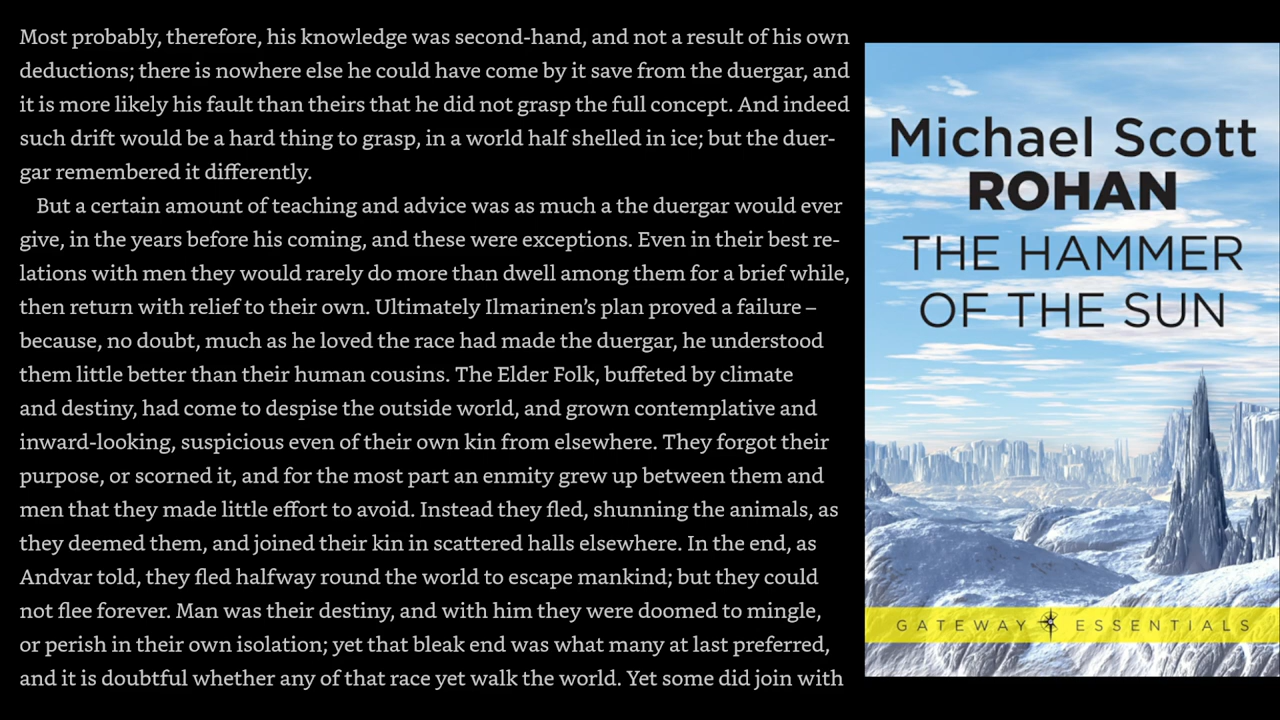 Most probably, therefore, his knowledge was second-hand, and not a result of his own
deductions; there is nowhere else he could have come by it save from the duergar, and
it is more likely his fault than theirs that he did not grasp the full concept. And indeed
such drift would be a hard thing to grasp, in a world half shelled in ice; but the duer-
gar remembered it differently.
But a certain amount of teaching and advice was as much a the duergar would ever
give, in the years before his coming, and these were exceptions. Even in their best re-
lations with men they would rarely do more than dwell among them for a brief while,
then return with relief to their own. Ultimately Ilmarinen’s plan proved a failure –
because, no doubt, much as he loved the race had made the duergar, he understood
them little better than their human cousins. The Elder Folk, buffeted by climate
and destiny, had come to despise the outside world, and grown contemplative and
inward-looking, suspicious even of their own kin from elsewhere. They forgot their
purpose, or scorned it, and for the most part an enmity grew up between them and
men that they made little effort to avoid. Instead they fled, shunning the animals, as
they deemed them, and joined their kin in scattered halls elsewhere. In the end, as
Andvar told, they fled halfway round the world to escape mankind; but they could
not flee forever. Man was their destiny, and with him they were doomed to mingle,
or perish in their own isolation; yet that bleak end was what many at last preferred,
and it is doubtful whether any of that race yet walk the world. Yet some did join with
Michael Scott
ROHAN
THE HAMMER
OF THE SUN
GATEWAY ESSENTIALS